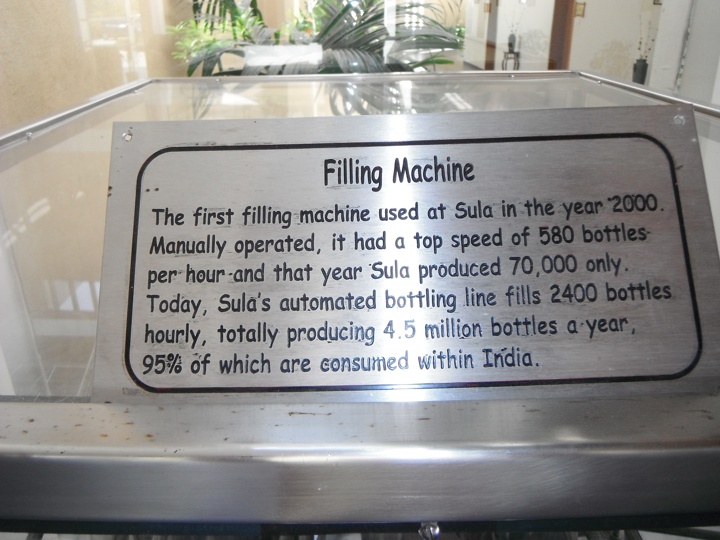 Filling Machine
The first filling machine used at Sula in the year 2000.
Manually operated, it had a top speed of 580 bottles
per hour and that year Sula produced 70,000 only.
Today, Sula's automated bottling line fills 2400 bottles
hourly, totally producing 4.5 million bottles a year,
95% of which are consumed within India.